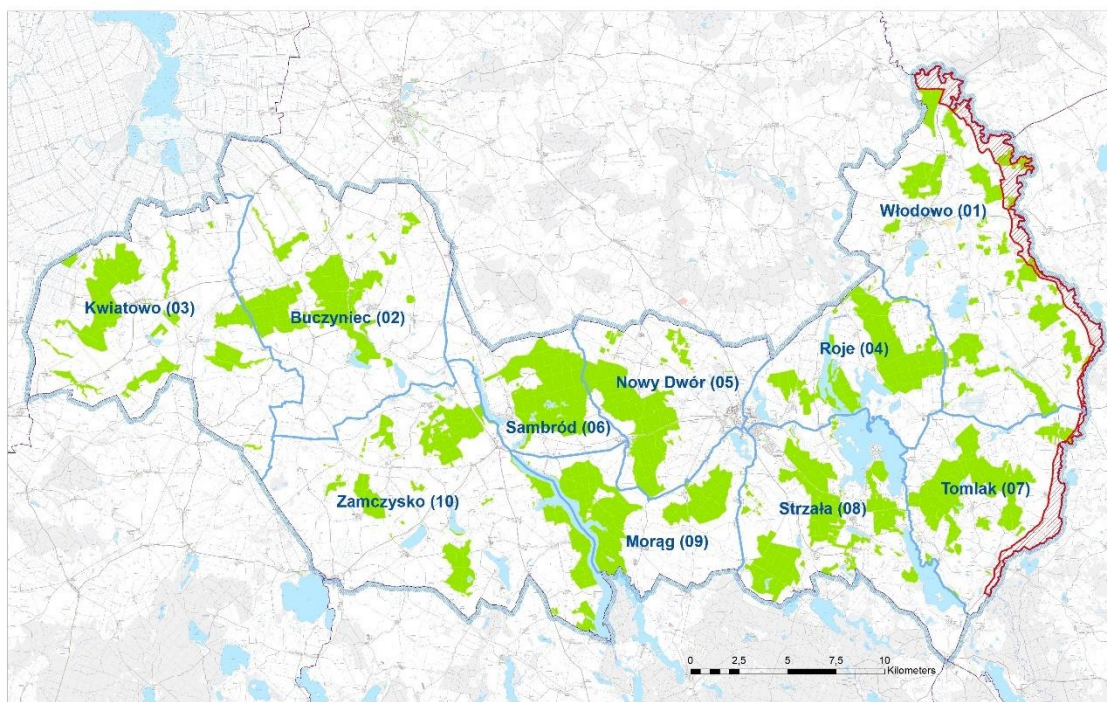 Włodowo (01)
Kwiatowo (03)
Buczyniec (02)
Roje (04)
Nowy Dwór (05)
Sambród (06)
Zamczysko (10)
Strzała (08)
Tomlak (07)
Morąg (09)
0 2,5 5 7,5 10
Kilometers